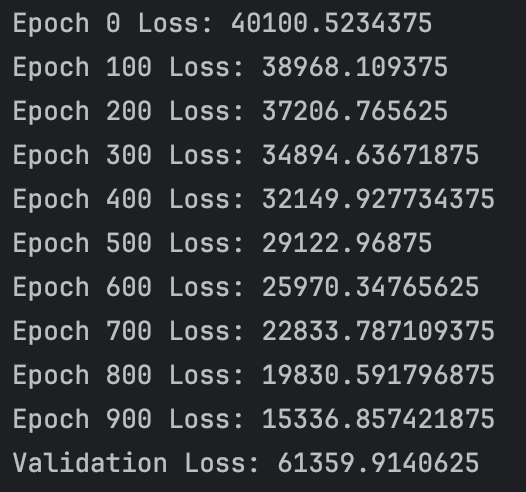 Epoch 0 Loss: 40100.5234375
Epoch 100 Loss: 38968.109375
Epoch 200 Loss: 37206.765625
Epoch 300 Loss: 34894.63671875
Epoch 400 Loss: 32149.927734375
Epoch 500 Loss: 29122.96875
Epoch 600 Loss: 25970.34765625
Epoch 700 Loss: 22833.787109375
Epoch 800 Loss: 19830.591796875
Epoch 900 Loss: 15336.857421875
Validation Loss: 61359.9140625